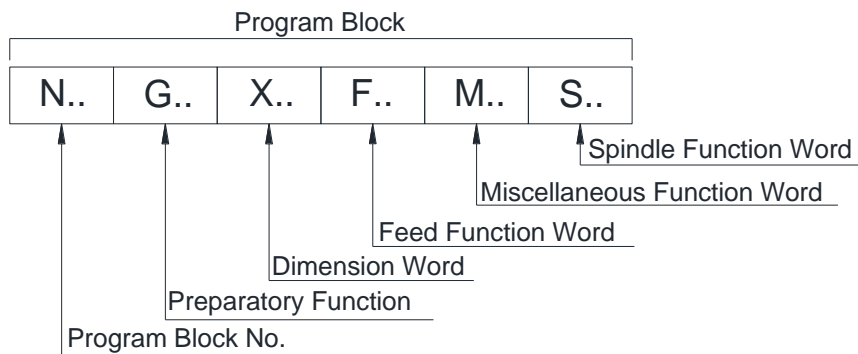 Program Block
N.. G.. X.. F.. M.. S..
Spindle Function Word
Miscellaneous Function Word
Feed Function Word
Dimension Word
Preparatory Function
Program Block No.